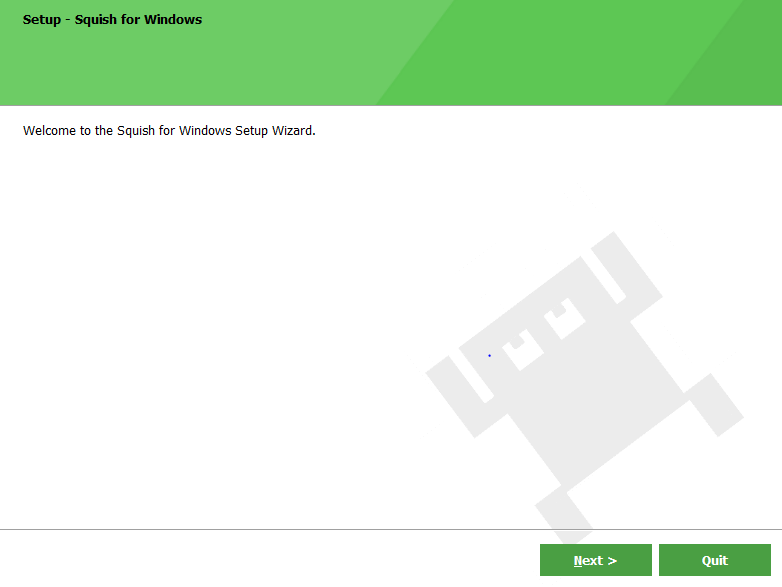 Setup - Squish for Windows
Welcome to the Squish for Windows Setup Wizard.
Next >
Quit